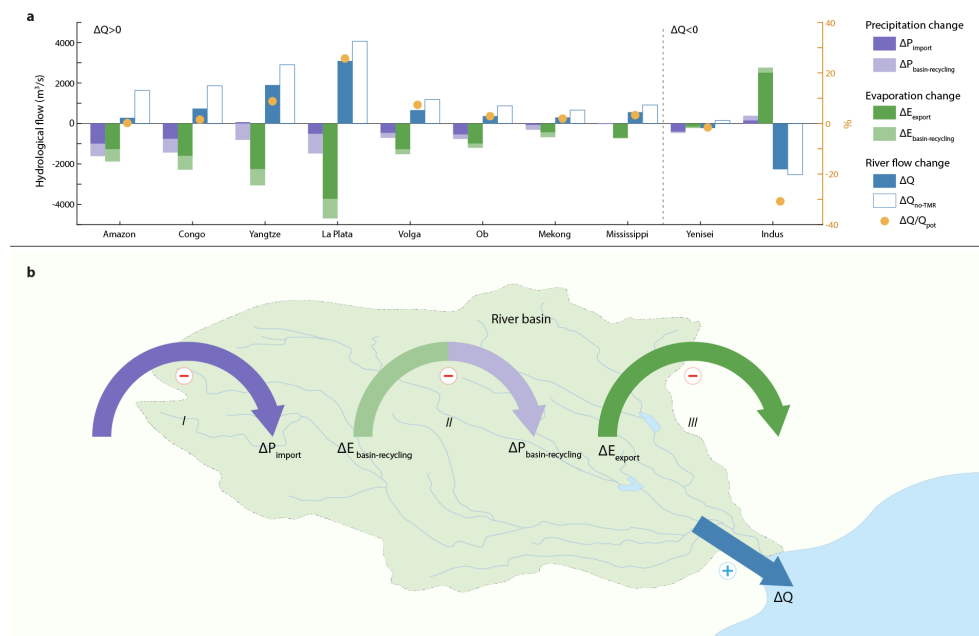 a
ΔQ>0
ΔQ<0
Hydrological flow (m³/s)
4000
2000
0
-2000
-4000
40
20
0
-20
-40
%
Amazon
Congo
Yangtze
La Plata
Volga
Ob
Mekong
Mississippi
Yenisei
Indus
Precipitation change
ΔPimport
ΔPbasin-recycling
Evaporation change
ΔEexport
ΔEbasin-recycling
River flow change
ΔQ
ΔQno-TMR
ΔQ/Qpot
b
River basin
−
−
−
I
II
III
ΔPimport
ΔEbasin-recycling
ΔPbasin-recycling
ΔEexport
+
ΔQ